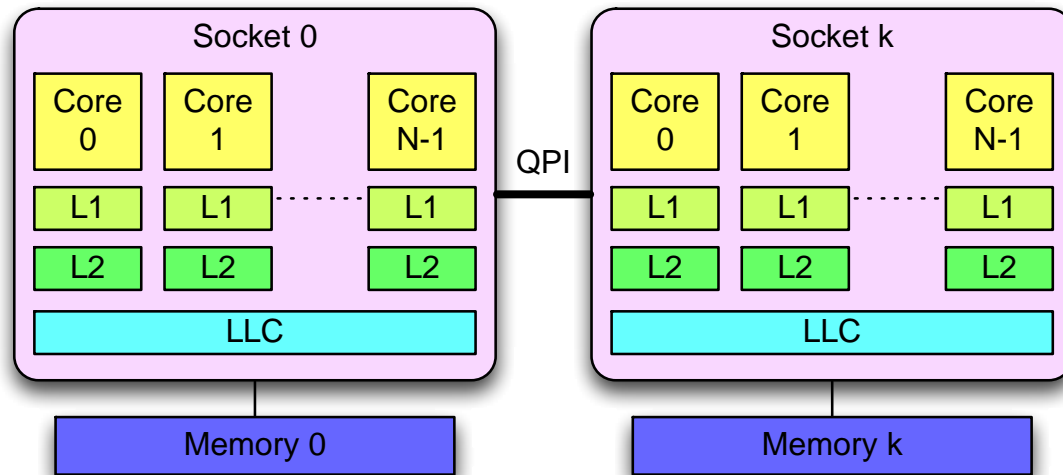 Socket 0
Core
0
Core
1
Core
N-1
L1
L1
L1
L2
L2
L2
LLC
Memory 0
QPI
Socket k
Core
0
Core
1
Core
N-1
L1
L1
L1
L2
L2
L2
LLC
Memory k